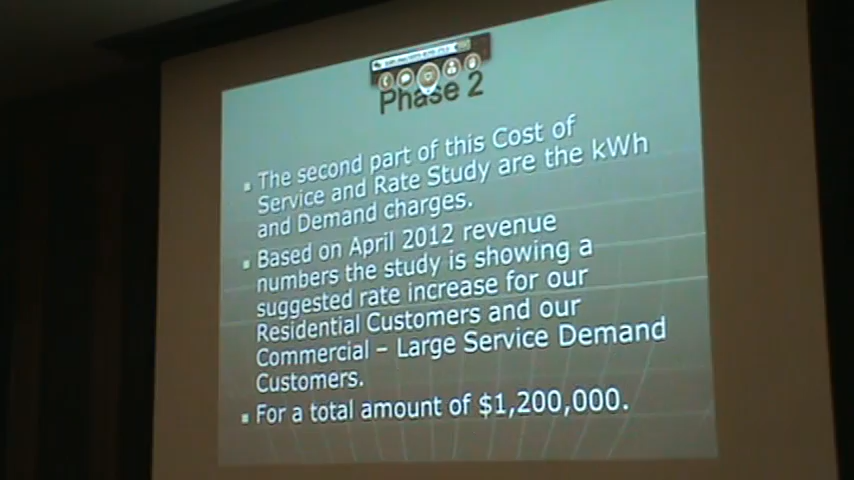 Phase 2
The second part of this Cost of
Service and Rate Study are the kWh
and Demand charges.
Based on April 2012 revenue
numbers the study is showing a
suggested rate increase for our
Residential Customers and our
Commercial – Large Service Demand
Customers.
For a total amount of $1,200,000.